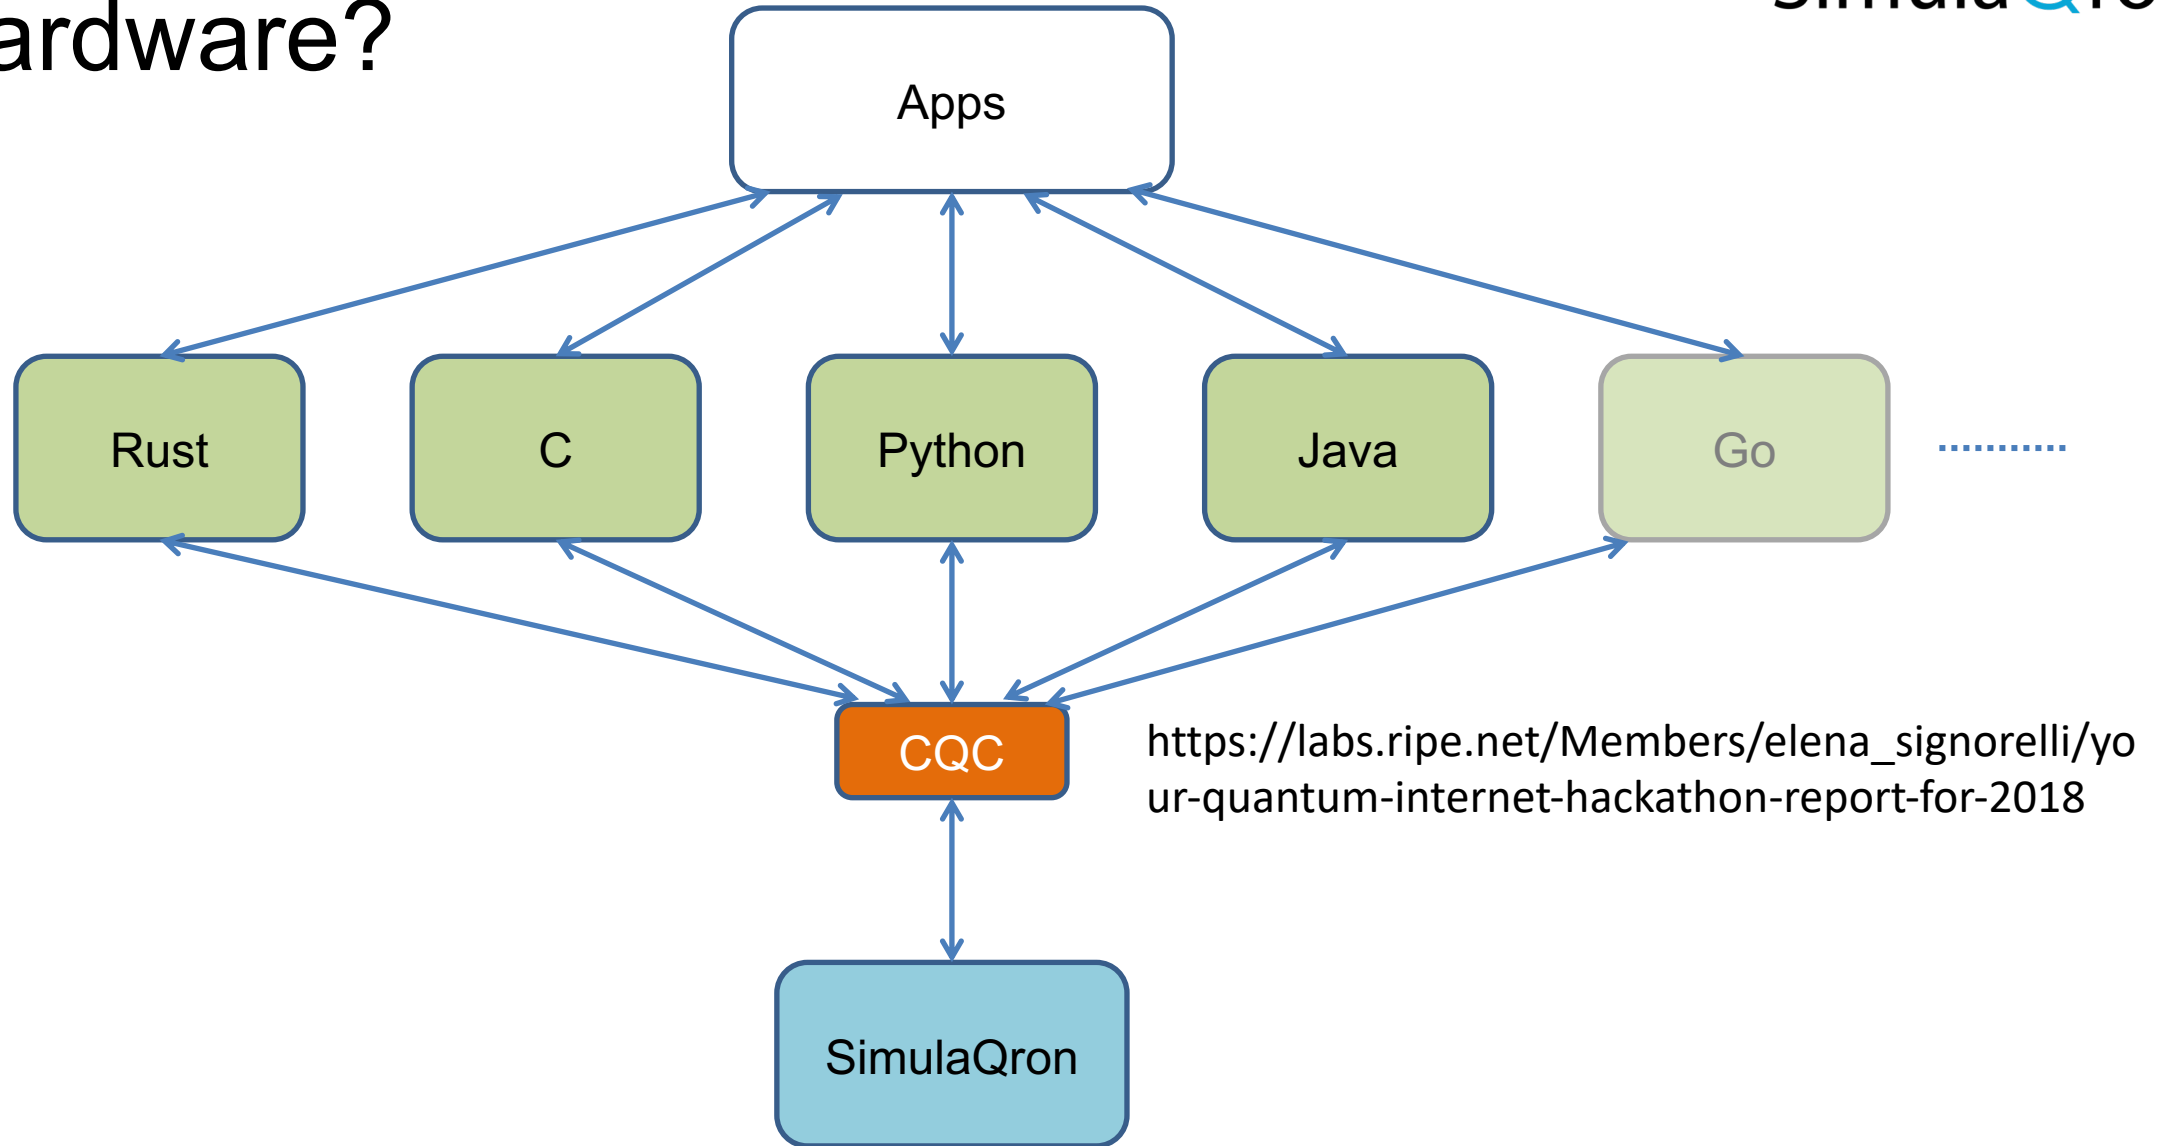 ardware?
Apps
Rust
C
Python
Java
Go
CQC
https://labs.ripe.net/Members/elena_signorelli/yo
ur-quantum-internet-hackathon-report-for-2018
SimulaQron